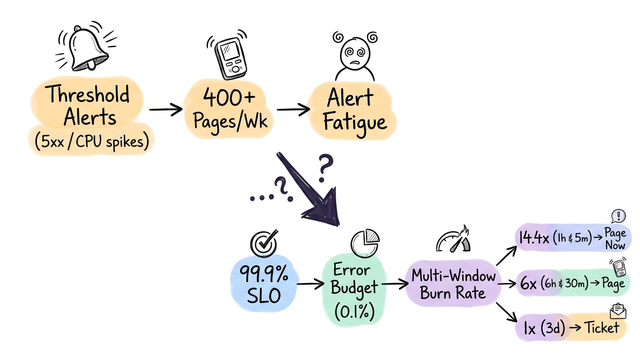 Threshold
Alerts
(5xx / CPU spikes)
400+
Pages/Wk
Alert
Fatigue
...?
?
99.9%
SLO
Error
Budget
(0.1%)
Multi-Window
Burn Rate
14.4x (1h & 5m) → Page
Now
6x (6h & 30m) → Page
1x (3d) → Ticket